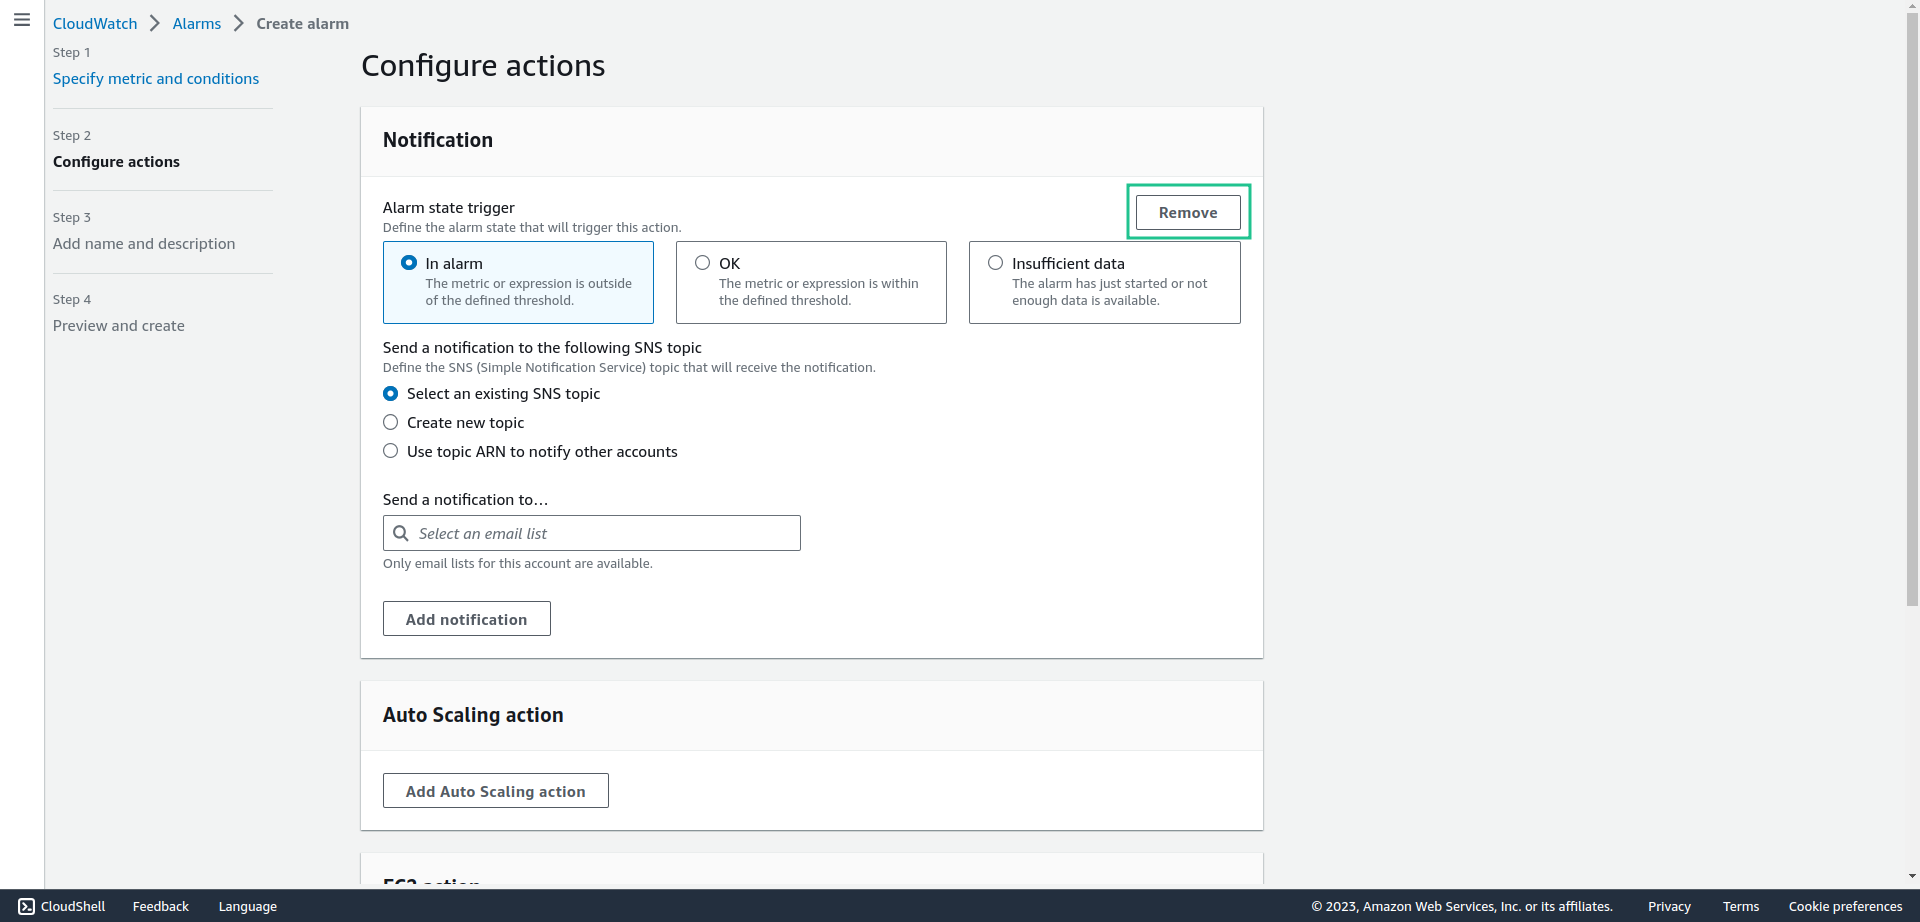 CloudWatch > Alarms > Create alarm
Step 1
Specify metric and conditions
Step 2
Configure actions
Step 3
Add name and description
Step 4
Preview and create
Configure actions
Notification
Alarm state trigger
Define the alarm state that will trigger this action.
Remove
In alarm
The metric or expression is outside
of the defined threshold.
OK
The metric or expression is within
the defined threshold.
Insufficient data
The alarm has just started or not
enough data is available.
Send a notification to the following SNS topic
Define the SNS (Simple Notification Service) topic that will receive the notification.
Select an existing SNS topic
Create new topic
Use topic ARN to notify other accounts
Send a notification to…
Select an email list
Only email lists for this account are available.
Add notification
Auto Scaling action
Add Auto Scaling action
EC2 action
CloudShell Feedback Language © 2023, Amazon Web Services, Inc. or its affiliates. Privacy Terms Cookie preferences